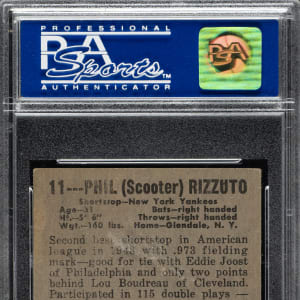 PROFESSIONAL
PSA
Sports™
AUTHENTICATOR
PSA
11---PHIL (Scooter) RIZZUTO
Shortstop—New York Yankees
Age—31 Bats—right handed
H.—5' 6" Throws—right handed
Wgt.—160 lbs. Home—Glendale, N. Y.
Second best shortstop in American
league in 1948 with .973 fielding
mark—good for tie with Eddie Joost
of Philadelphia and only two points
behind Lou Boudreau of Cleveland.
Participated in 115 double plays —